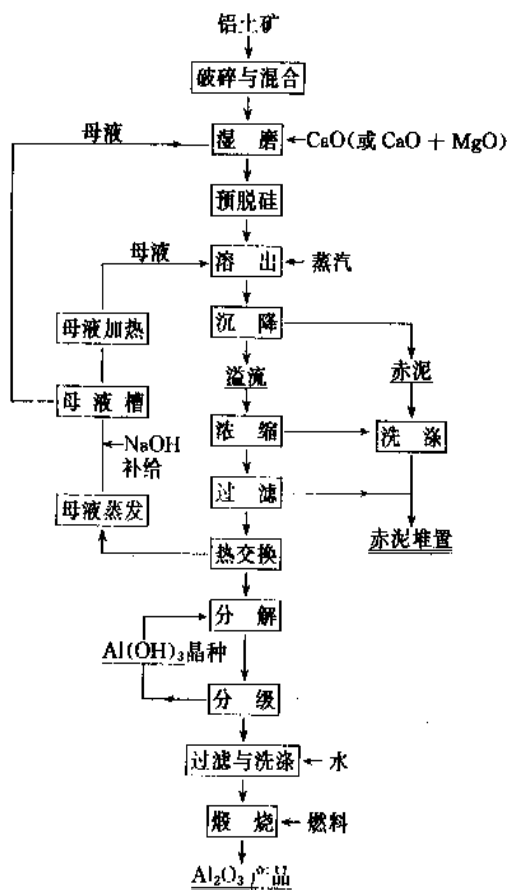 铝土矿
破碎与混合
母液
湿磨
CaO(或 CaO + MgO)
预脱硅
母液
溶出
蒸汽
沉降
母液加热
溢流
赤泥
母液槽
浓缩
洗涤
NaOH
补给
过滤
母液蒸发
赤泥堆置
热交换
分解
Al(OH)₃晶种
分级
过滤与洗涤
水
煅烧
燃料
Al₂O₃产品